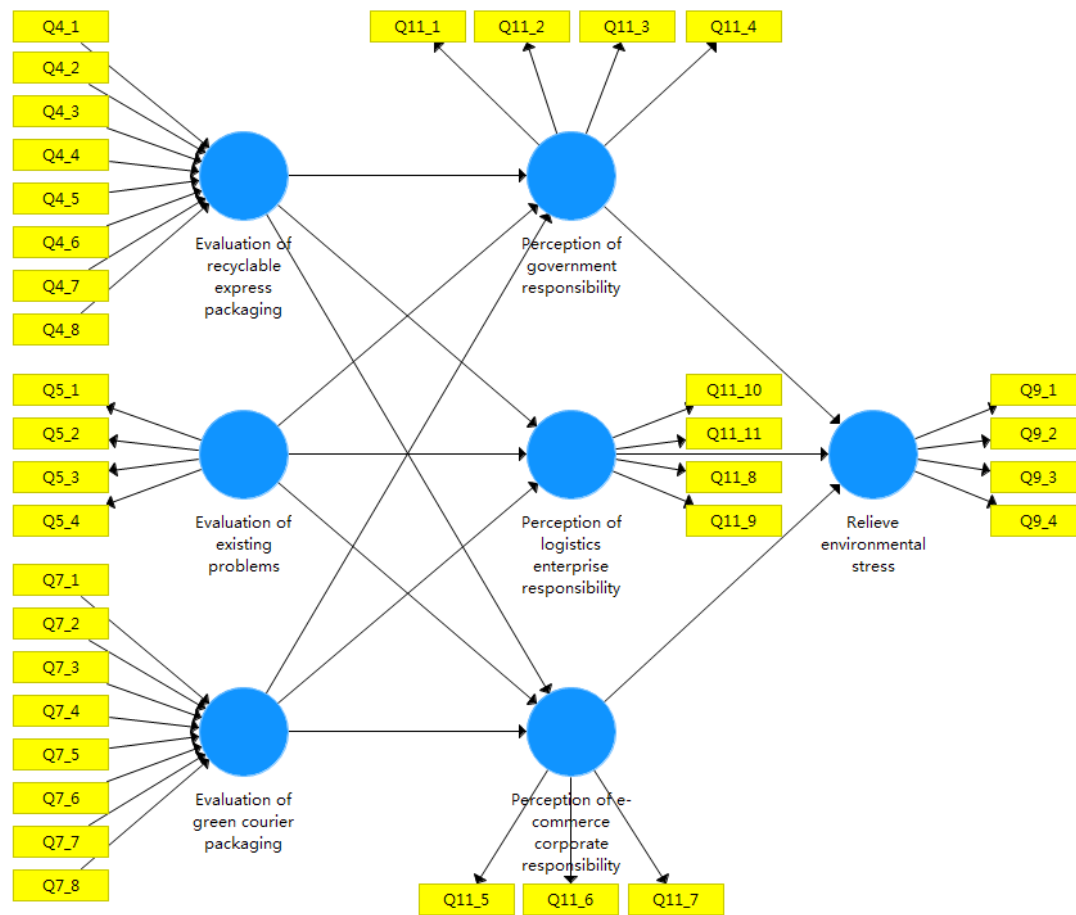 Q4_1
Q4_2
Q4_3
Q4_4
Q4_5
Q4_6
Q4_7
Q4_8
Evaluation of
recyclable
express
packaging
Q11_1
Q11_2
Q11_3
Q11_4
Perception of
government
responsibility
Q5_1
Q5_2
Q5_3
Q5_4
Evaluation of
existing
problems
Q11_10
Q11_11
Q11_8
Q11_9
Perception of
logistics
enterprise
responsibility
Q9_1
Q9_2
Q9_3
Q9_4
Relieve
environmental
stress
Q7_1
Q7_2
Q7_3
Q7_4
Q7_5
Q7_6
Q7_7
Q7_8
Evaluation of
green courier
packaging
Perception of e-
commerce
corporate
responsibility
Q11_5
Q11_6
Q11_7